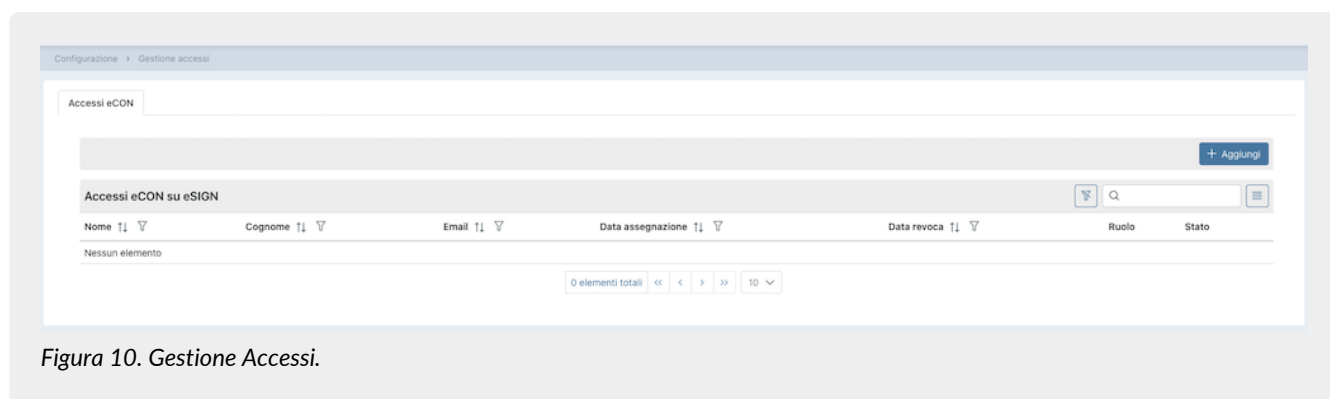 Configurazione > Gestione accessi
Accessi eCON
+ Aggiungi
Accessi eCON su eSIGN
Nome Cognome Email Data assegnazione Data revoca Ruolo Stato
Nessun elemento
0 elementi totali << < > >> 10
Figura 10. Gestione Accessi.